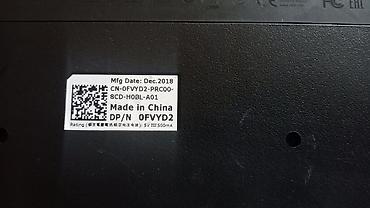 Mfg Date: Dec.2018
CN-0FVYD2-PRC00-
8CD-H0BL-A01
Made in China
DP/N 0FVYD2